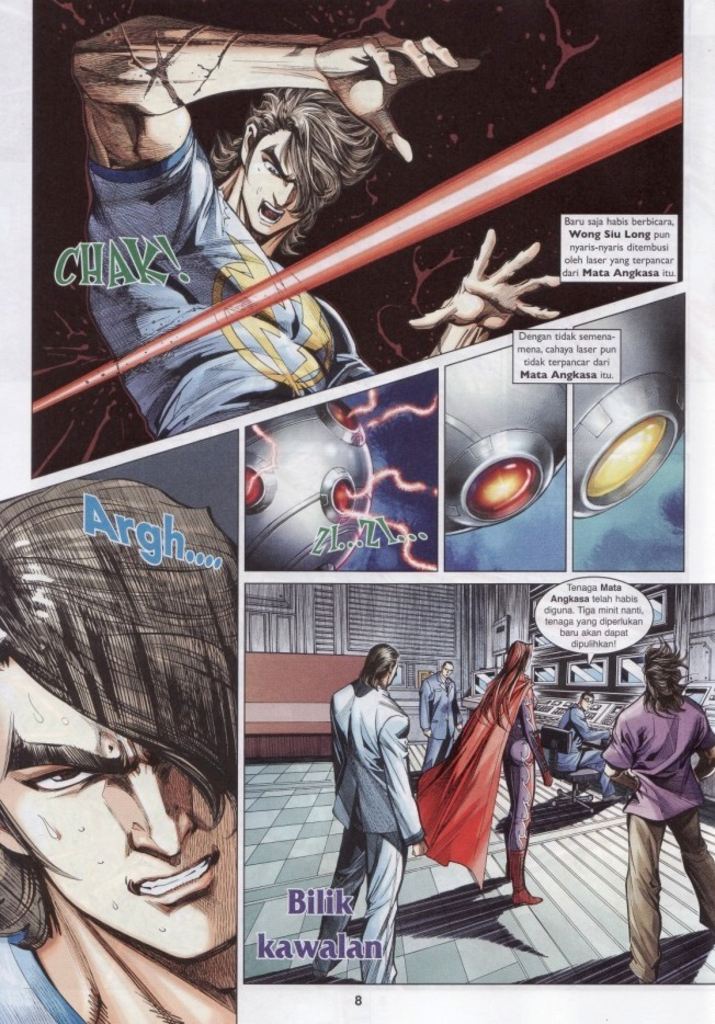 CHAK!
Baru saja habis berbicara,
Wong Siu Long pun
nyaris-nyaris ditembusi
oleh laser yang terpancar
dari Mata Angkasa itu.
Dengan tidak semena-
mena, cahaya laser pun
tidak terpancar dari
Mata Angkasa itu.
ZI...ZI...
Argh....
Tenaga Mata
Angkasa telah habis
diguna. Tiga minit nanti,
tenaga yang diperlukan
baru akan dapat
dipulihkan!
Bilik
kawalan
8